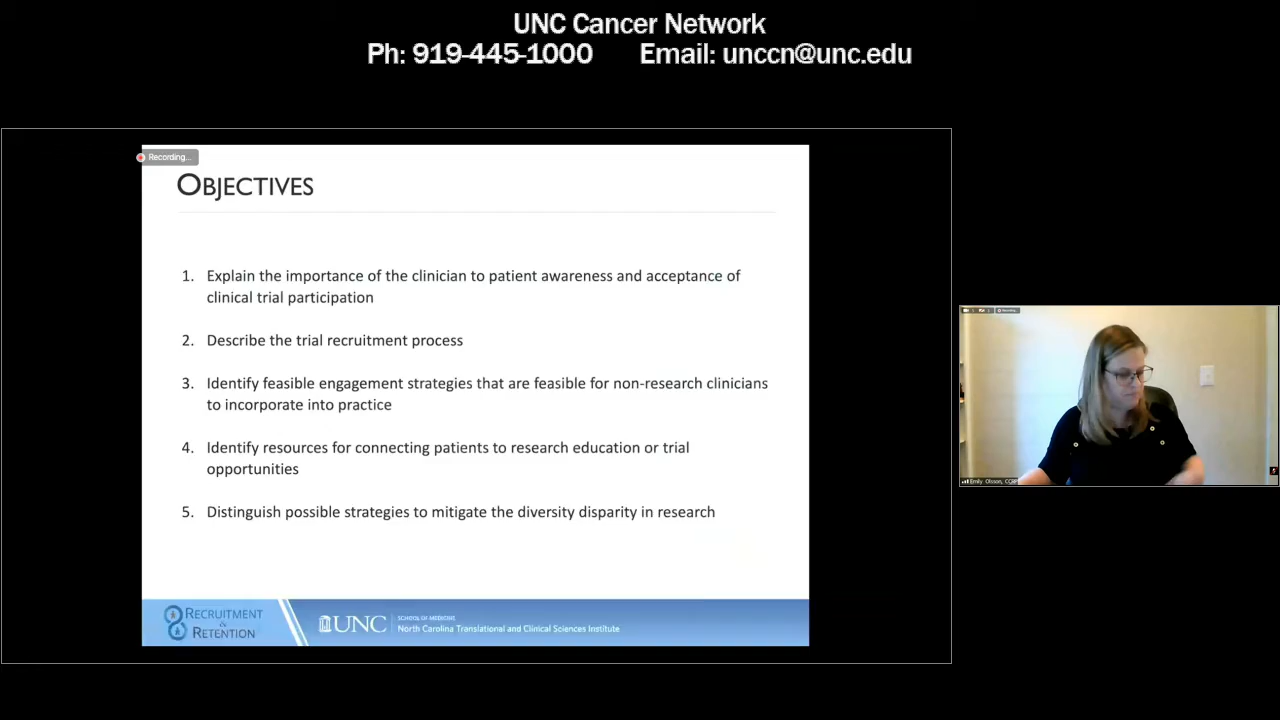 UNC Cancer Network
Ph: 919-445-1000 Email: unccn@unc.edu
Recording...
OBJECTIVES
1. Explain the importance of the clinician to patient awareness and acceptance of
clinical trial participation
2. Describe the trial recruitment process
3. Identify feasible engagement strategies that are feasible for non-research clinicians
to incorporate into practice
4. Identify resources for connecting patients to research education or trial
opportunities
5. Distinguish possible strategies to mitigate the diversity disparity in research
RECRUITMENT
&
RETENTION
UNC
SCHOOL OF MEDICINE
North Carolina Translational and Clinical Sciences Institute
Recording...
Emily Olsson, CCRP